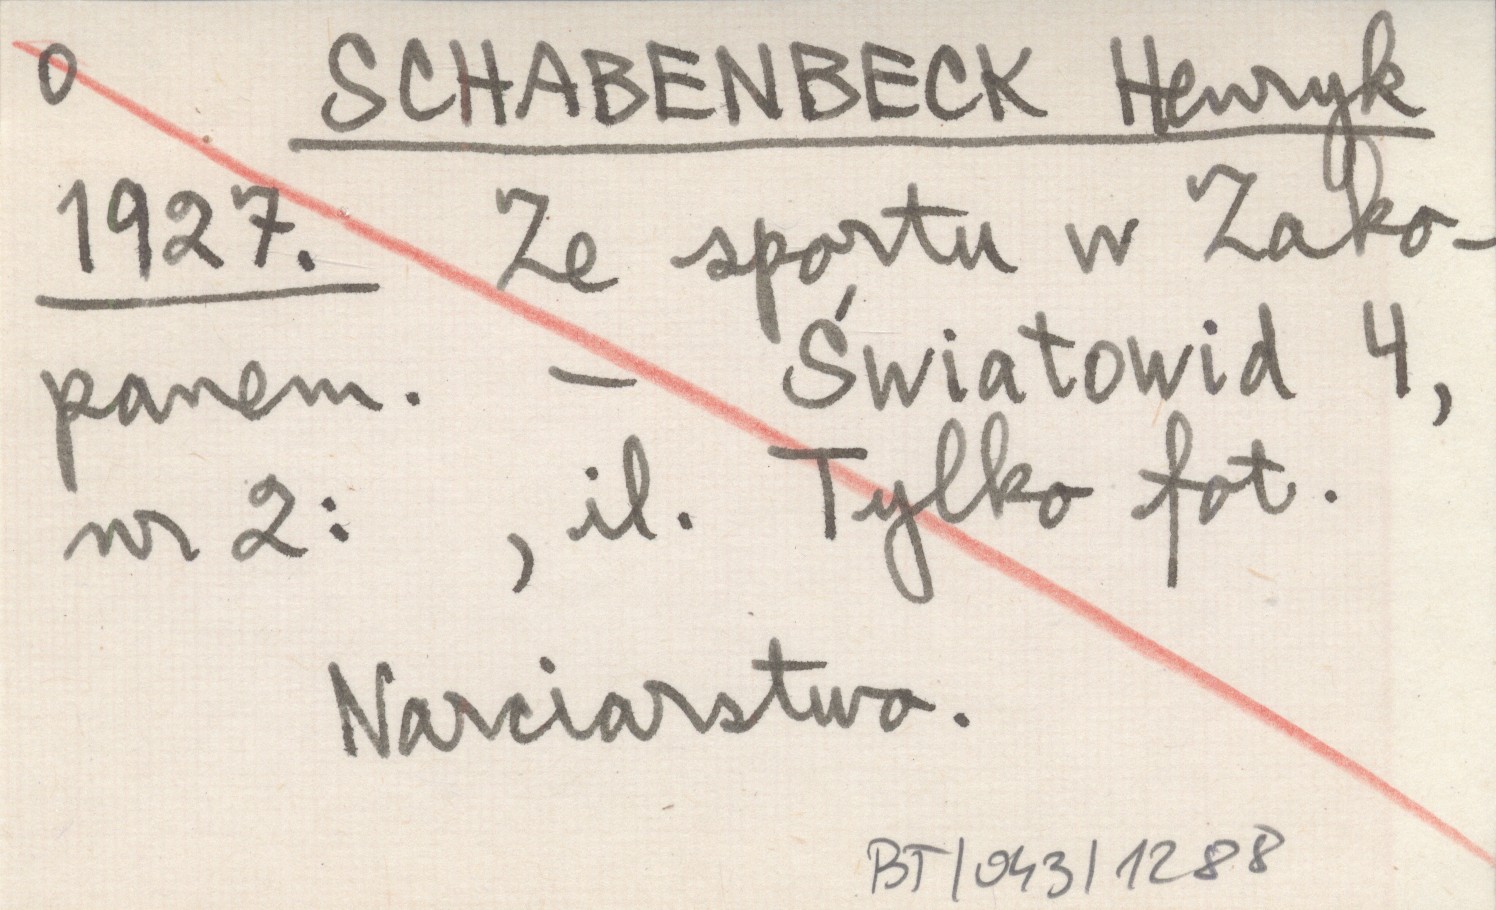 0 SCHABENBECK Henryk
1927. Ze sportu w Zako-
panem. – Światowid 4,
nr 2: , il. Tylko fot.
Narciarstwo.
BT/043/1288